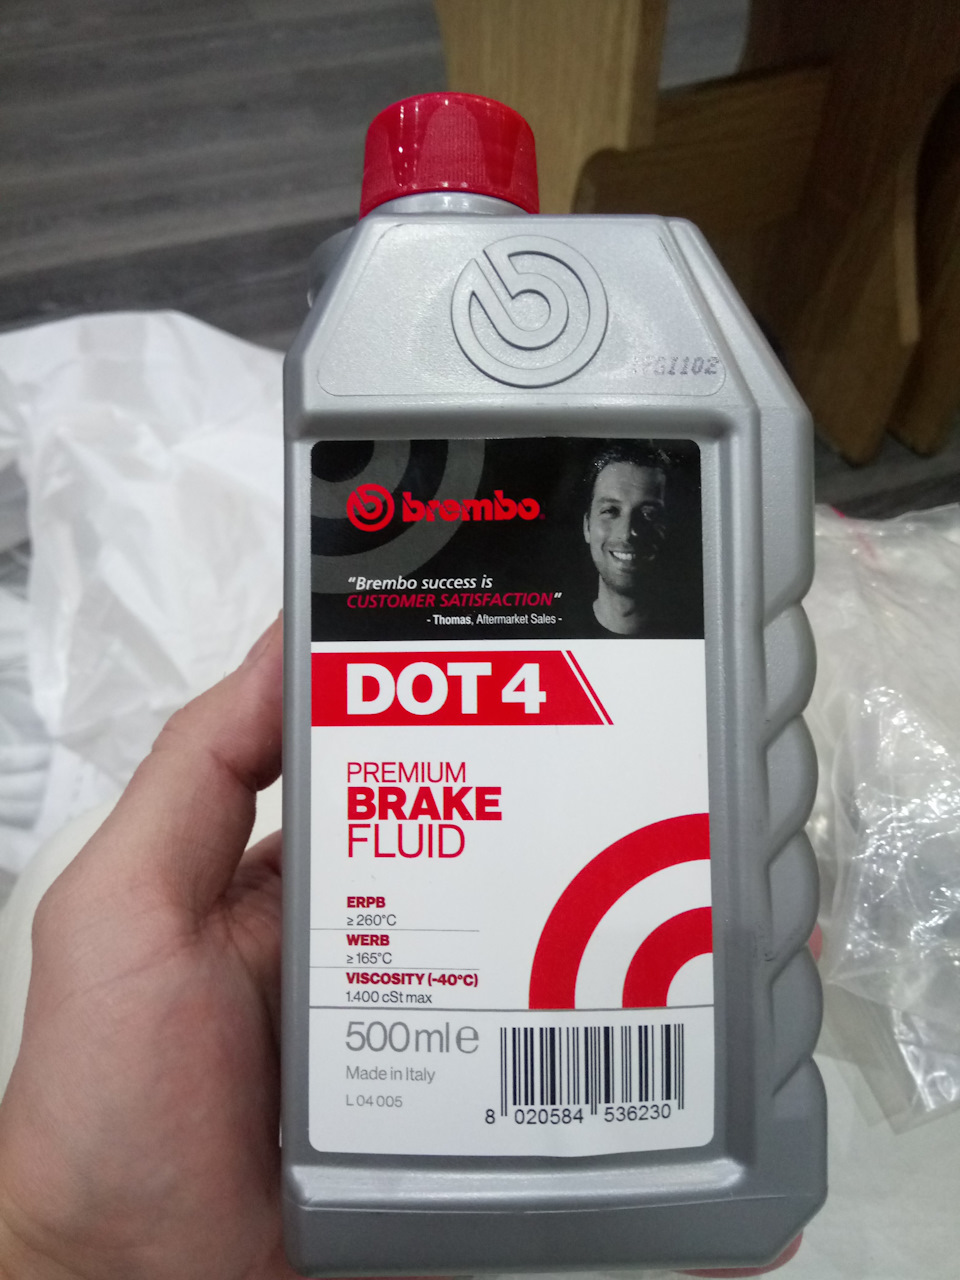 brembo
"Brembo success is
CUSTOMER SATISFACTION"
- Thomas, Aftermarket Sales -
DOT 4
PREMIUM
BRAKE
FLUID
ERPB
≥ 260°C
WERB
≥ 165°C
VISCOSITY (-40°C)
1.400 cSt max
500 ml e
Made in Italy
L 04 005
8 020584 536230